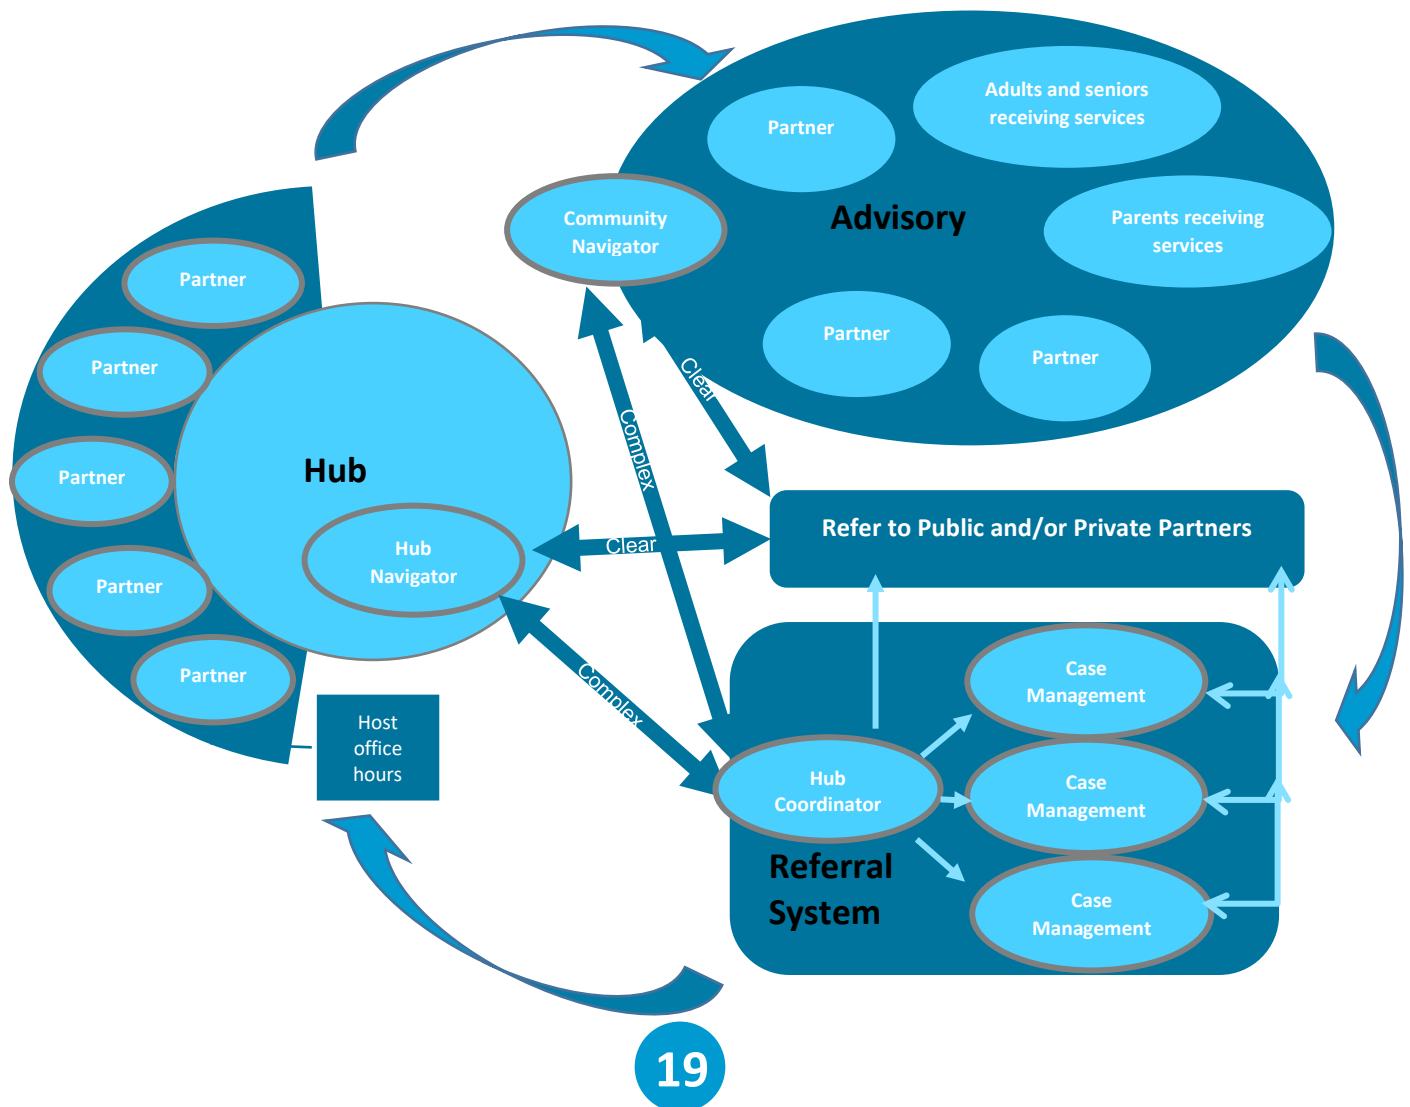 Adults and seniors
receiving services
Partner
Community
Navigator
Advisory
Parents receiving
services
Partner
Partner
Partner
Partner
Partner
Partner
Partner
Hub
Hub
Navigator
Clear
Complex
Clear
Complex
Refer to Public and/or Private Partners
Host
office
hours
Case
Management
Hub
Coordinator
Case
Management
Referral
System
Case
Management
19